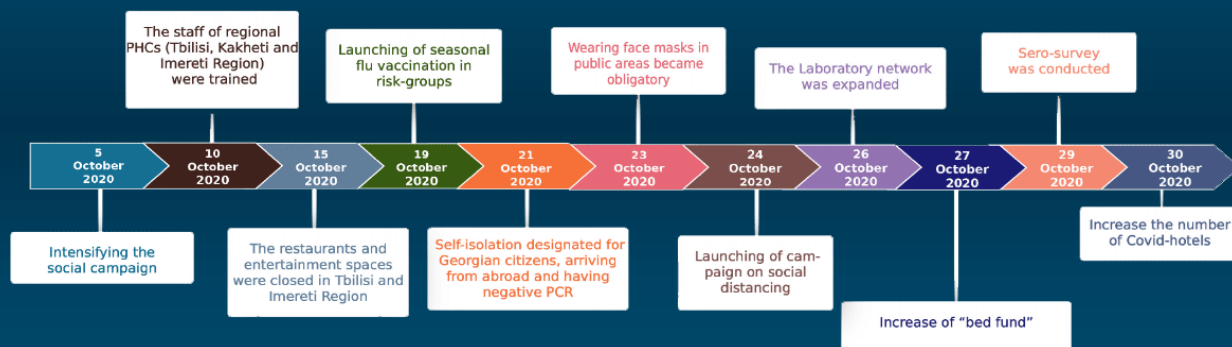 The staff of regional
PHCs (Tbilisi, Kakheti and
Imereti Region)
were trained
Launching of seasonal
flu vaccination in
risk-groups
Wearing face masks in
public areas became
obligatory
The Laboratory network
was expanded
Sero-survey
was conducted
5
October
2020
10
October
2020
15
October
2020
19
October
2020
21
October
2020
23
October
2020
24
October
2020
26
October
2020
27
October
2020
29
October
2020
30
October
2020
Intensifying the
social campaign
The restaurants and
entertainment spaces
were closed in Tbilisi and
Imereti Region
Self-isolation designated for
Georgian citizens, arriving
from abroad and having
negative PCR
Launching of cam-
paign on social
distancing
Increase of “bed fund”
Increase the number
of Covid-hotels